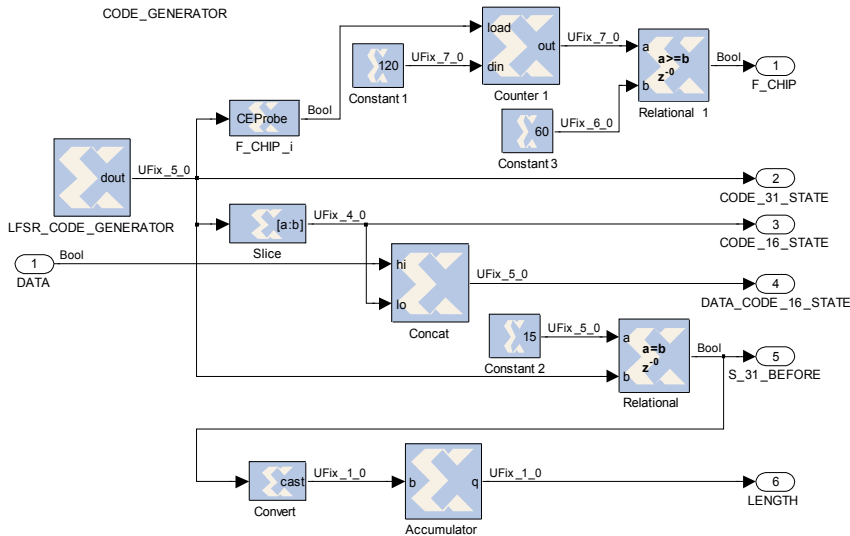 CODE_GENERATOR
load
UFix_7_0
120
Constant 1
din
out
Counter 1
UFix_7_0
a
a>=b
z-0
b
Relational 1
Bool
1
F_CHIP
60
UFix_6_0
Constant 3
CEProbe
Bool
F_CHIP_i
dout
UFix_5_0
LFSR_CODE_GENERATOR
2
CODE_31_STATE
[a:b]
UFix_4_0
Slice
3
CODE_16_STATE
1
Bool
DATA
hi
lo
Concat
UFix_5_0
4
DATA_CODE_16_STATE
15
UFix_5_0
Constant 2
a
a=b
z-0
b
Relational
Bool
5
S_31_BEFORE
cast
UFix_1_0
Convert
b
q
Accumulator
UFix_1_0
6
LENGTH